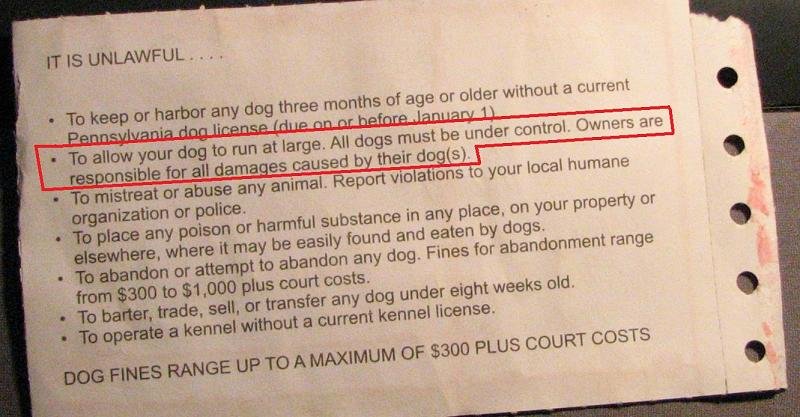 IT IS UNLAWFUL . . . .
• To keep or harbor any dog three months of age or older without a current
Pennsylvania dog license (due on or before January 1)
• To allow your dog to run at large. All dogs must be under control. Owners are
responsible for all damages caused by their dog(s).
• To mistreat or abuse any animal. Report violations to your local humane
organization or police.
• To place any poison or harmful substance in any place, on your property or
elsewhere, where it may be easily found and eaten by dogs.
• To abandon or attempt to abandon any dog. Fines for abandonment range
from $300 to $1,000 plus court costs.
• To barter, trade, sell, or transfer any dog under eight weeks old.
• To operate a kennel without a current kennel license.
DOG FINES RANGE UP TO A MAXIMUM OF $300 PLUS COURT COSTS